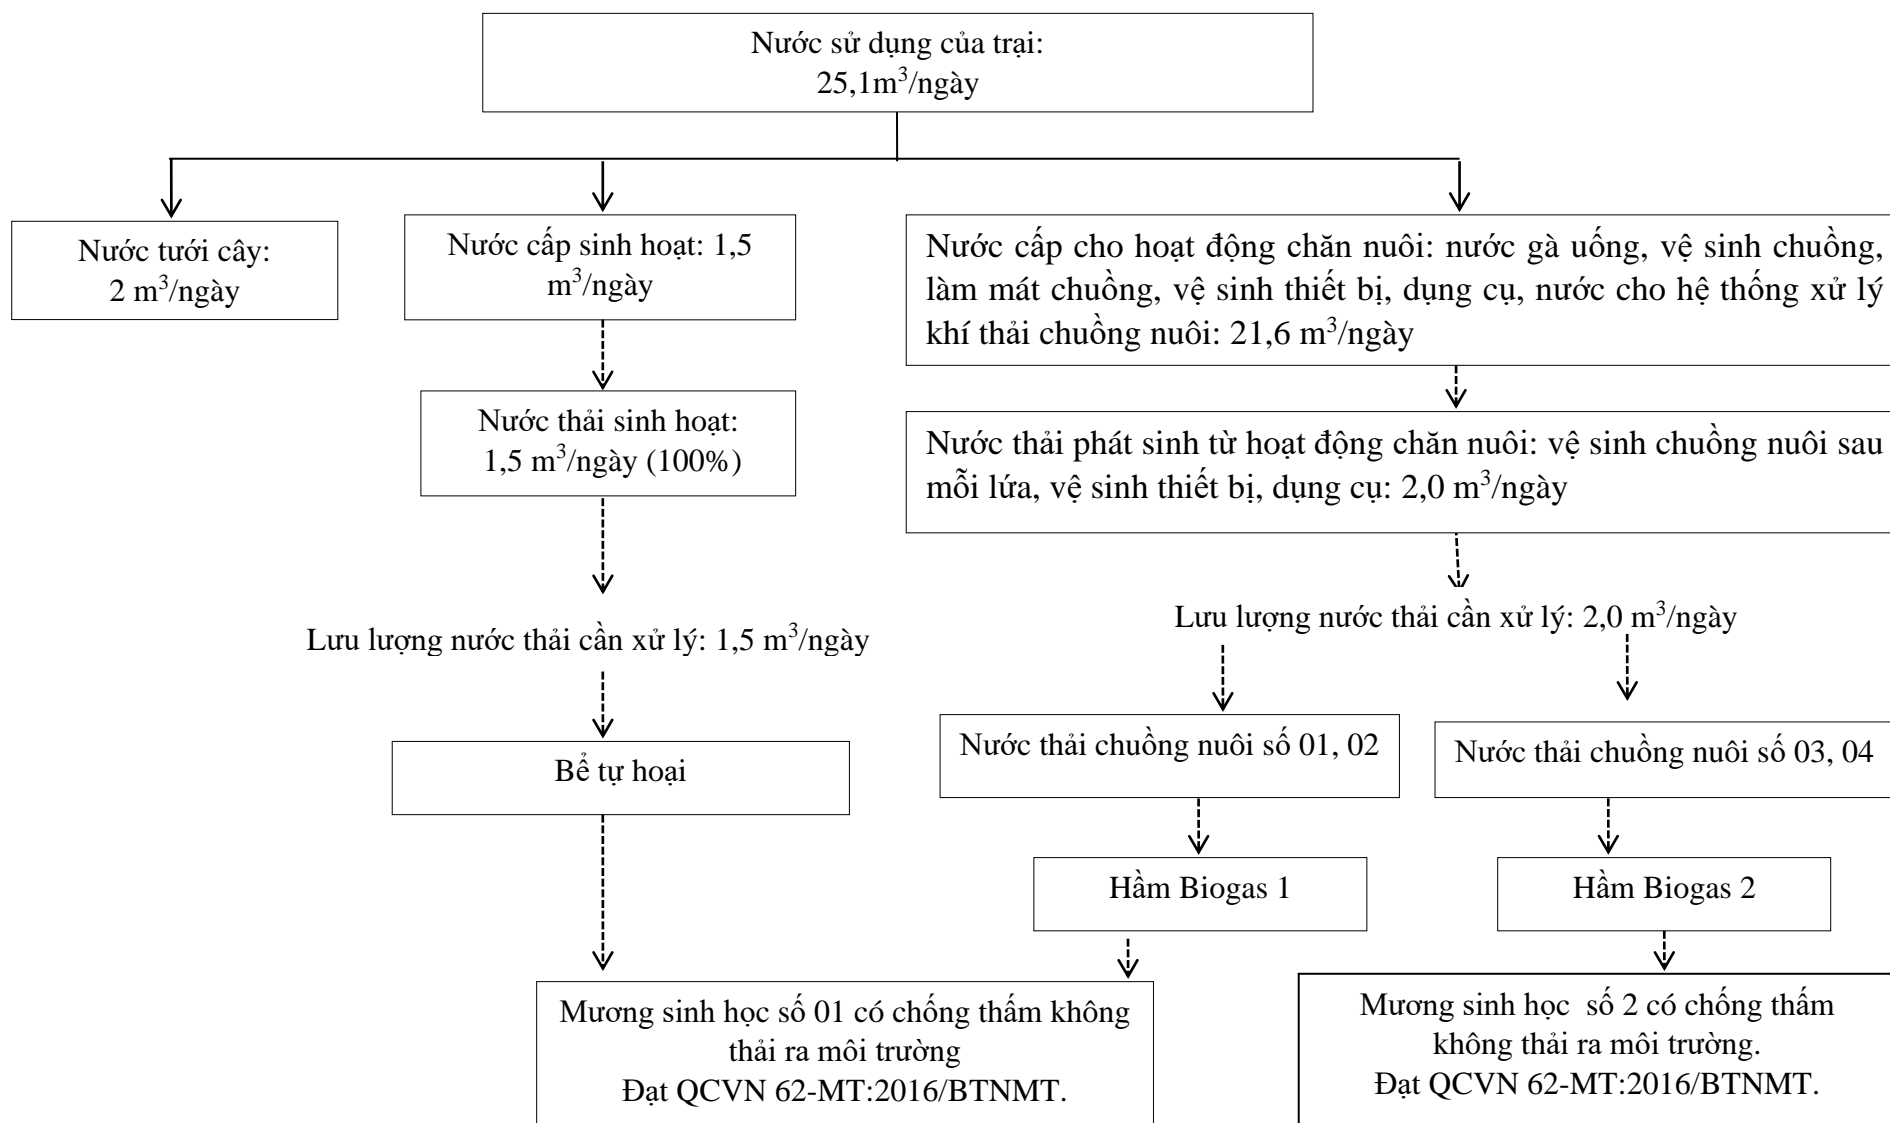 Nước sử dụng của trại:
25,1m³/ngày
Nước tưới cây:
2 m³/ngày
Nước cấp sinh hoạt: 1,5
m³/ngày
Nước cấp cho hoạt động chăn nuôi: nước gà uống, vệ sinh chuồng,
làm mát chuồng, vệ sinh thiết bị, dụng cụ, nước cho hệ thống xử lý
khí thải chuồng nuôi: 21,6 m³/ngày
Nước thải sinh hoạt:
1,5 m³/ngày (100%)
Nước thải phát sinh từ hoạt động chăn nuôi: vệ sinh chuồng nuôi sau
mỗi lứa, vệ sinh thiết bị, dụng cụ: 2,0 m³/ngày
Lưu lượng nước thải cần xử lý: 1,5 m³/ngày
Lưu lượng nước thải cần xử lý: 2,0 m³/ngày
Bể tự hoại
Nước thải chuồng nuôi số 01, 02
Nước thải chuồng nuôi số 03, 04
Hầm Biogas 1
Hầm Biogas 2
Mương sinh học số 01 có chống thấm không
thải ra môi trường
Đạt QCVN 62-MT:2016/BTNMT.
Mương sinh học số 2 có chống thấm
không thải ra môi trường.
Đạt QCVN 62-MT:2016/BTNMT.